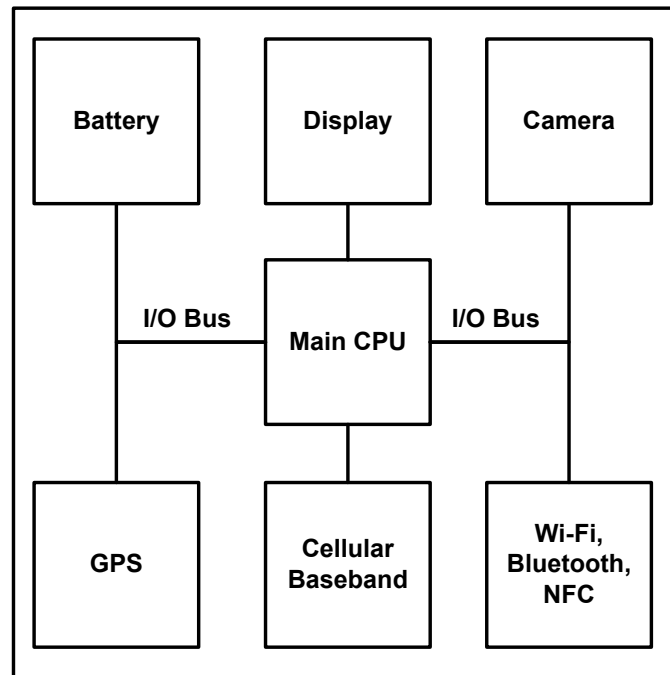 Battery
Display
Camera
I/O Bus
Main CPU
I/O Bus
GPS
Cellular
Baseband
Wi-Fi,
Bluetooth,
NFC